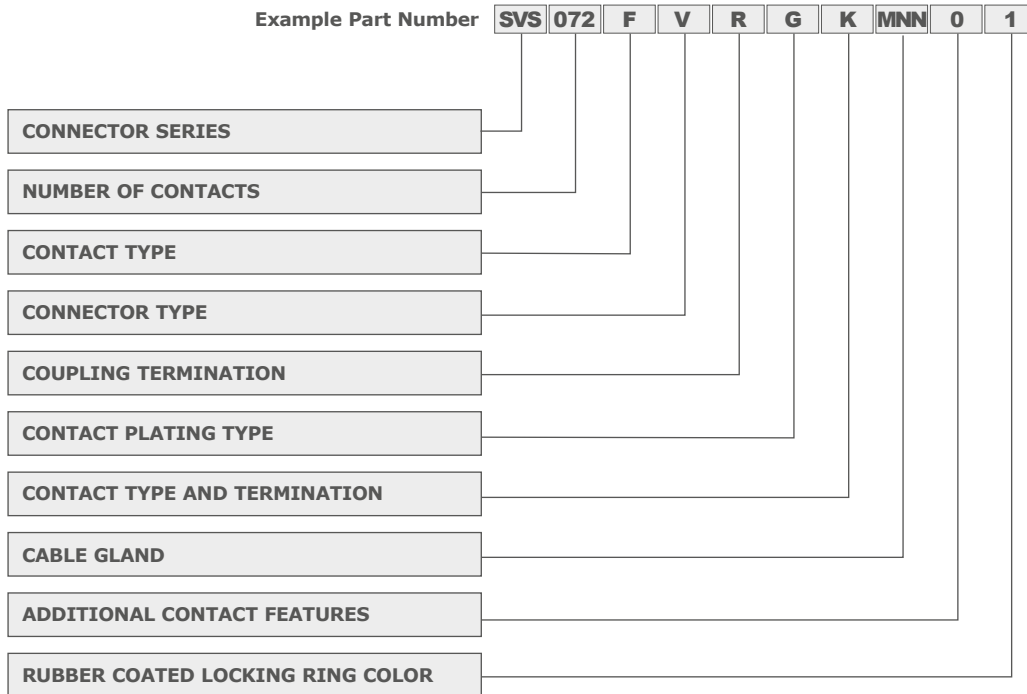 Example Part Number SVS 072 F V R G K MNN 0 1
CONNECTOR SERIES
NUMBER OF CONTACTS
CONTACT TYPE
CONNECTOR TYPE
COUPLING TERMINATION
CONTACT PLATING TYPE
CONTACT TYPE AND TERMINATION
CABLE GLAND
ADDITIONAL CONTACT FEATURES
RUBBER COATED LOCKING RING COLOR